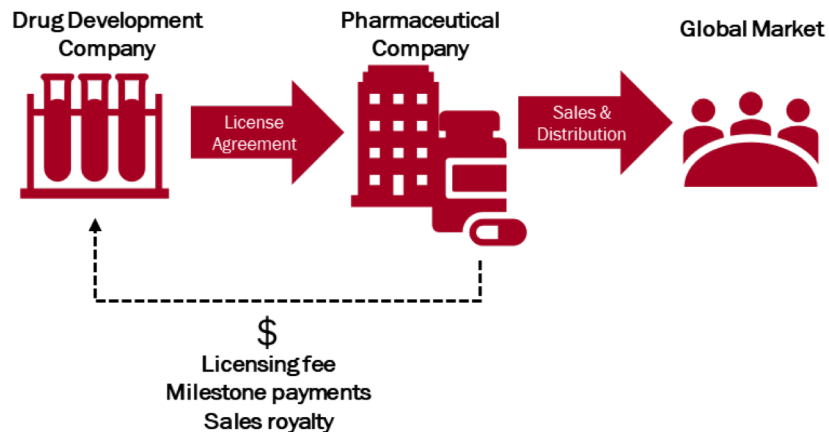 Drug Development
Company
Pharmaceutical
Company
Global Market
License
Agreement
Sales &
Distribution
$
Licensing fee
Milestone payments
Sales royalty